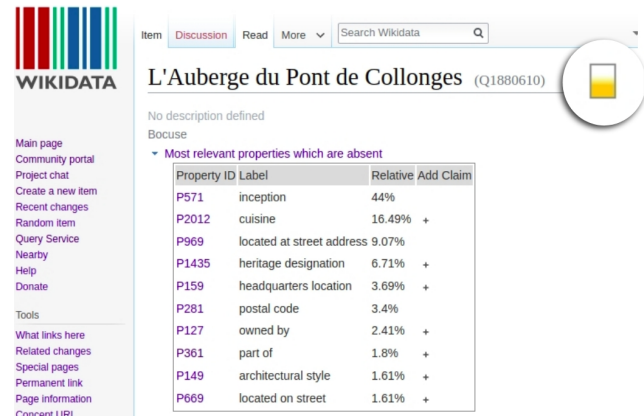 WIKIDATA
Main page
Community portal
Project chat
Create a new item
Recent changes
Random item
Query Service
Nearby
Help
Donate
Tools
What links here
Related changes
Special pages
Permanent link
Page information
Concept URI
Item Discussion Read More Search Wikidata
L'Auberge du Pont de Collonges (Q1880610)
No description defined
Bocuse
Most relevant properties which are absent
Property ID Label Relative Add Claim
P571 inception 44%
P2012 cuisine 16.49% +
P969 located at street address 9.07%
P1435 heritage designation 6.71% +
P159 headquarters location 3.69% +
P281 postal code 3.4%
P127 owned by 2.41% +
P361 part of 1.8% +
P149 architectural style 1.61% +
P669 located on street 1.61% +